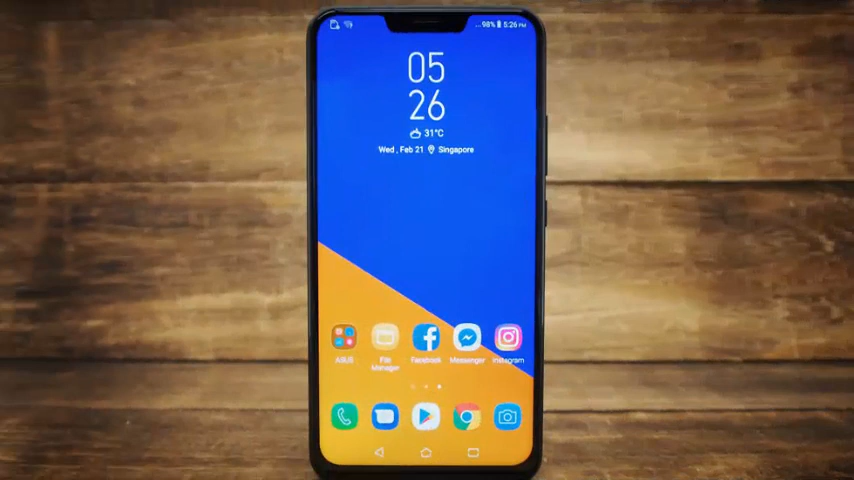 ...98% 5:26 PM
05
26
31°C
Wed, Feb 21 Singapore
ASUS File Manager Facebook Messenger Instagram